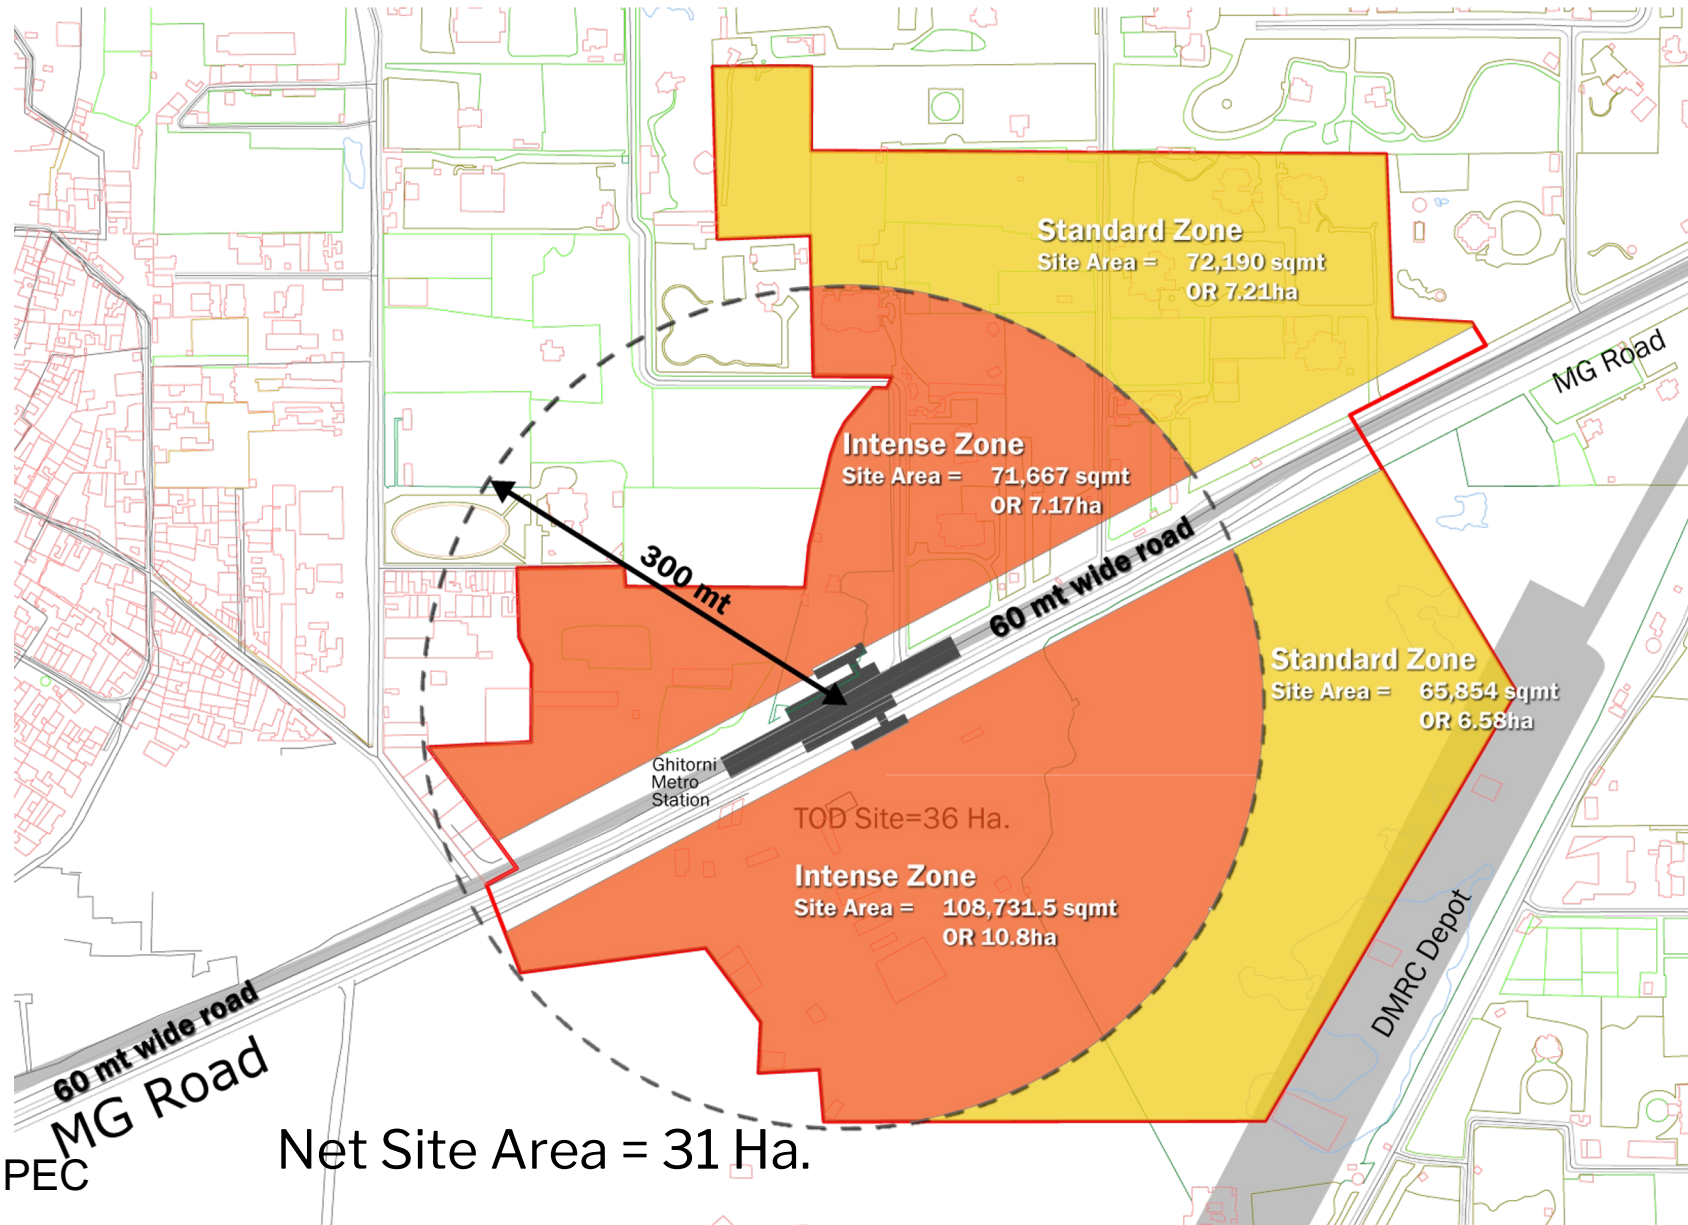 Standard Zone
Site Area = 72,190 sqmt
OR 7.21ha
MG Road
Intense Zone
Site Area = 71,667 sqmt
OR 7.17ha
300 mt
60 mt wide road
Standard Zone
Site Area = 65,854 sqmt
OR 6.58ha
Ghitorni
Metro
Station
TOD Site=36 Ha.
Intense Zone
Site Area = 108,731.5 sqmt
OR 10.8ha
DMRC Depot
60 mt wide road
MG Road
Net Site Area = 31 Ha.
PEC